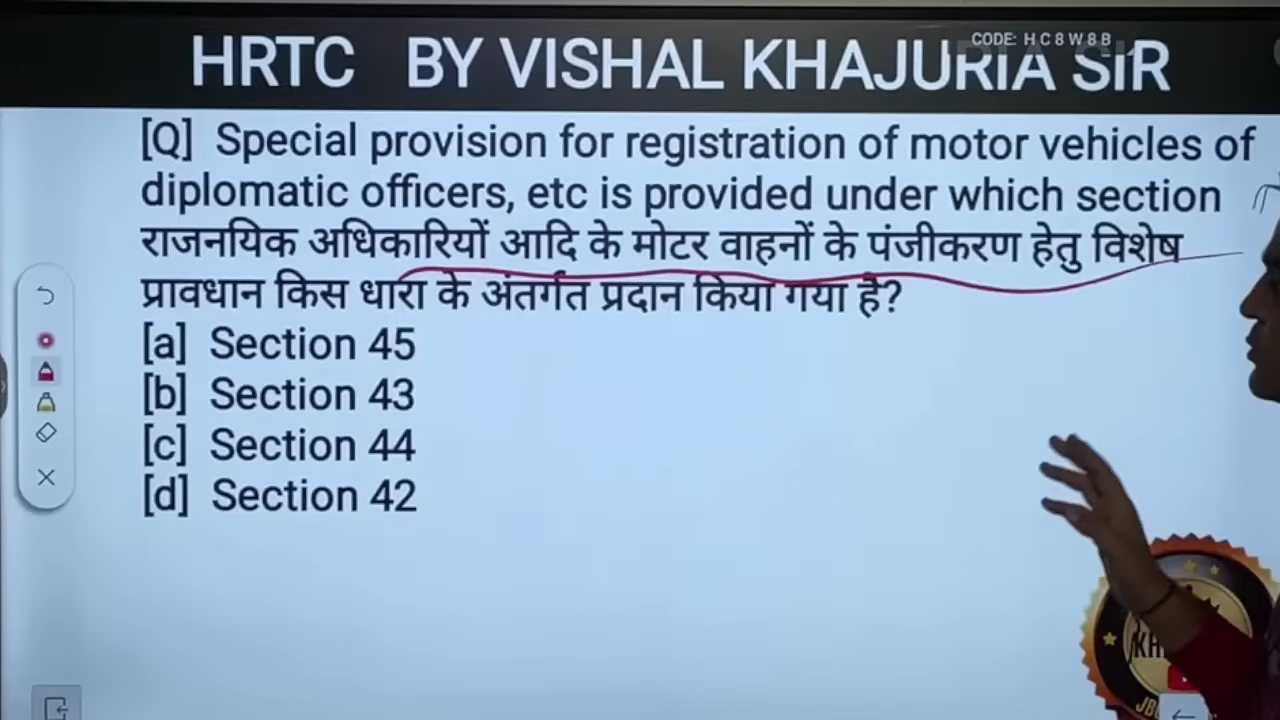 CODE: HC8W8B
HRTC BY VISHAL KHAJURIA SIR
[Q] Special provision for registration of motor vehicles of
diplomatic officers, etc is provided under which section
राजनयिक अधिकारियों आदि के मोटर वाहनों के पंजीकरण हेतु विशेष
प्रावधान किस धारा के अंतर्गत प्रदान किया गया है?
[a] Section 45
[b] Section 43
[c] Section 44
[d] Section 42